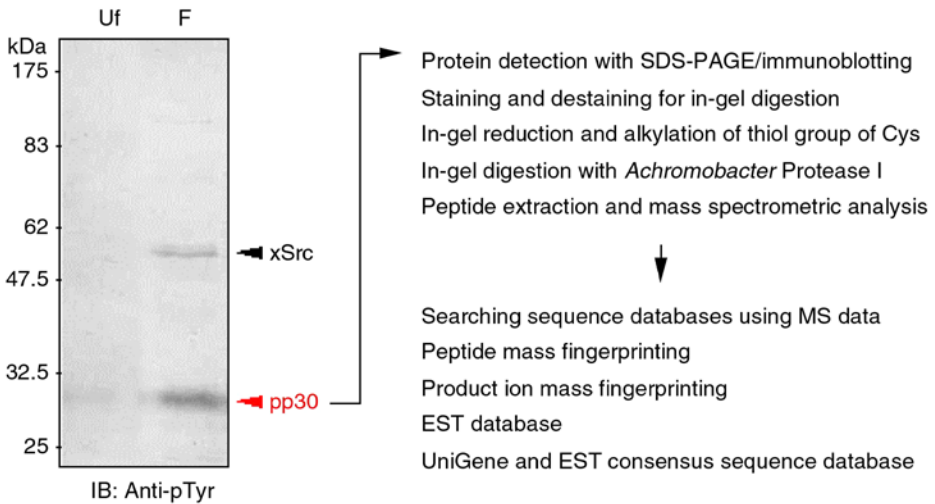 Uf F
kDa
175
83
62
47.5
32.5
25
xSrc
pp30
IB: Anti-pTyr
Protein detection with SDS-PAGE/immunoblotting
Staining and destaining for in-gel digestion
In-gel reduction and alkylation of thiol group of Cys
In-gel digestion with Achromobacter Protease I
Peptide extraction and mass spectrometric analysis
Searching sequence databases using MS data
Peptide mass fingerprinting
Product ion mass fingerprinting
EST database
UniGene and EST consensus sequence database